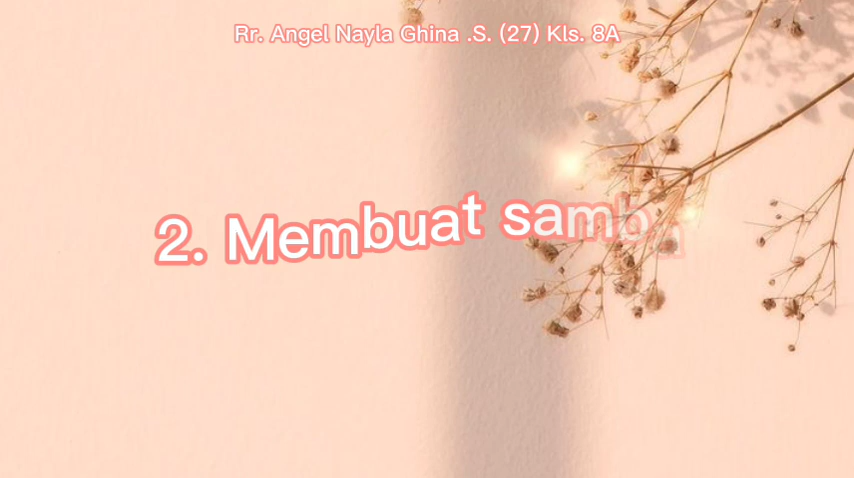 Rr. Angel Nayla Ghina .S. (27) Kls. 8A
2. Membuat